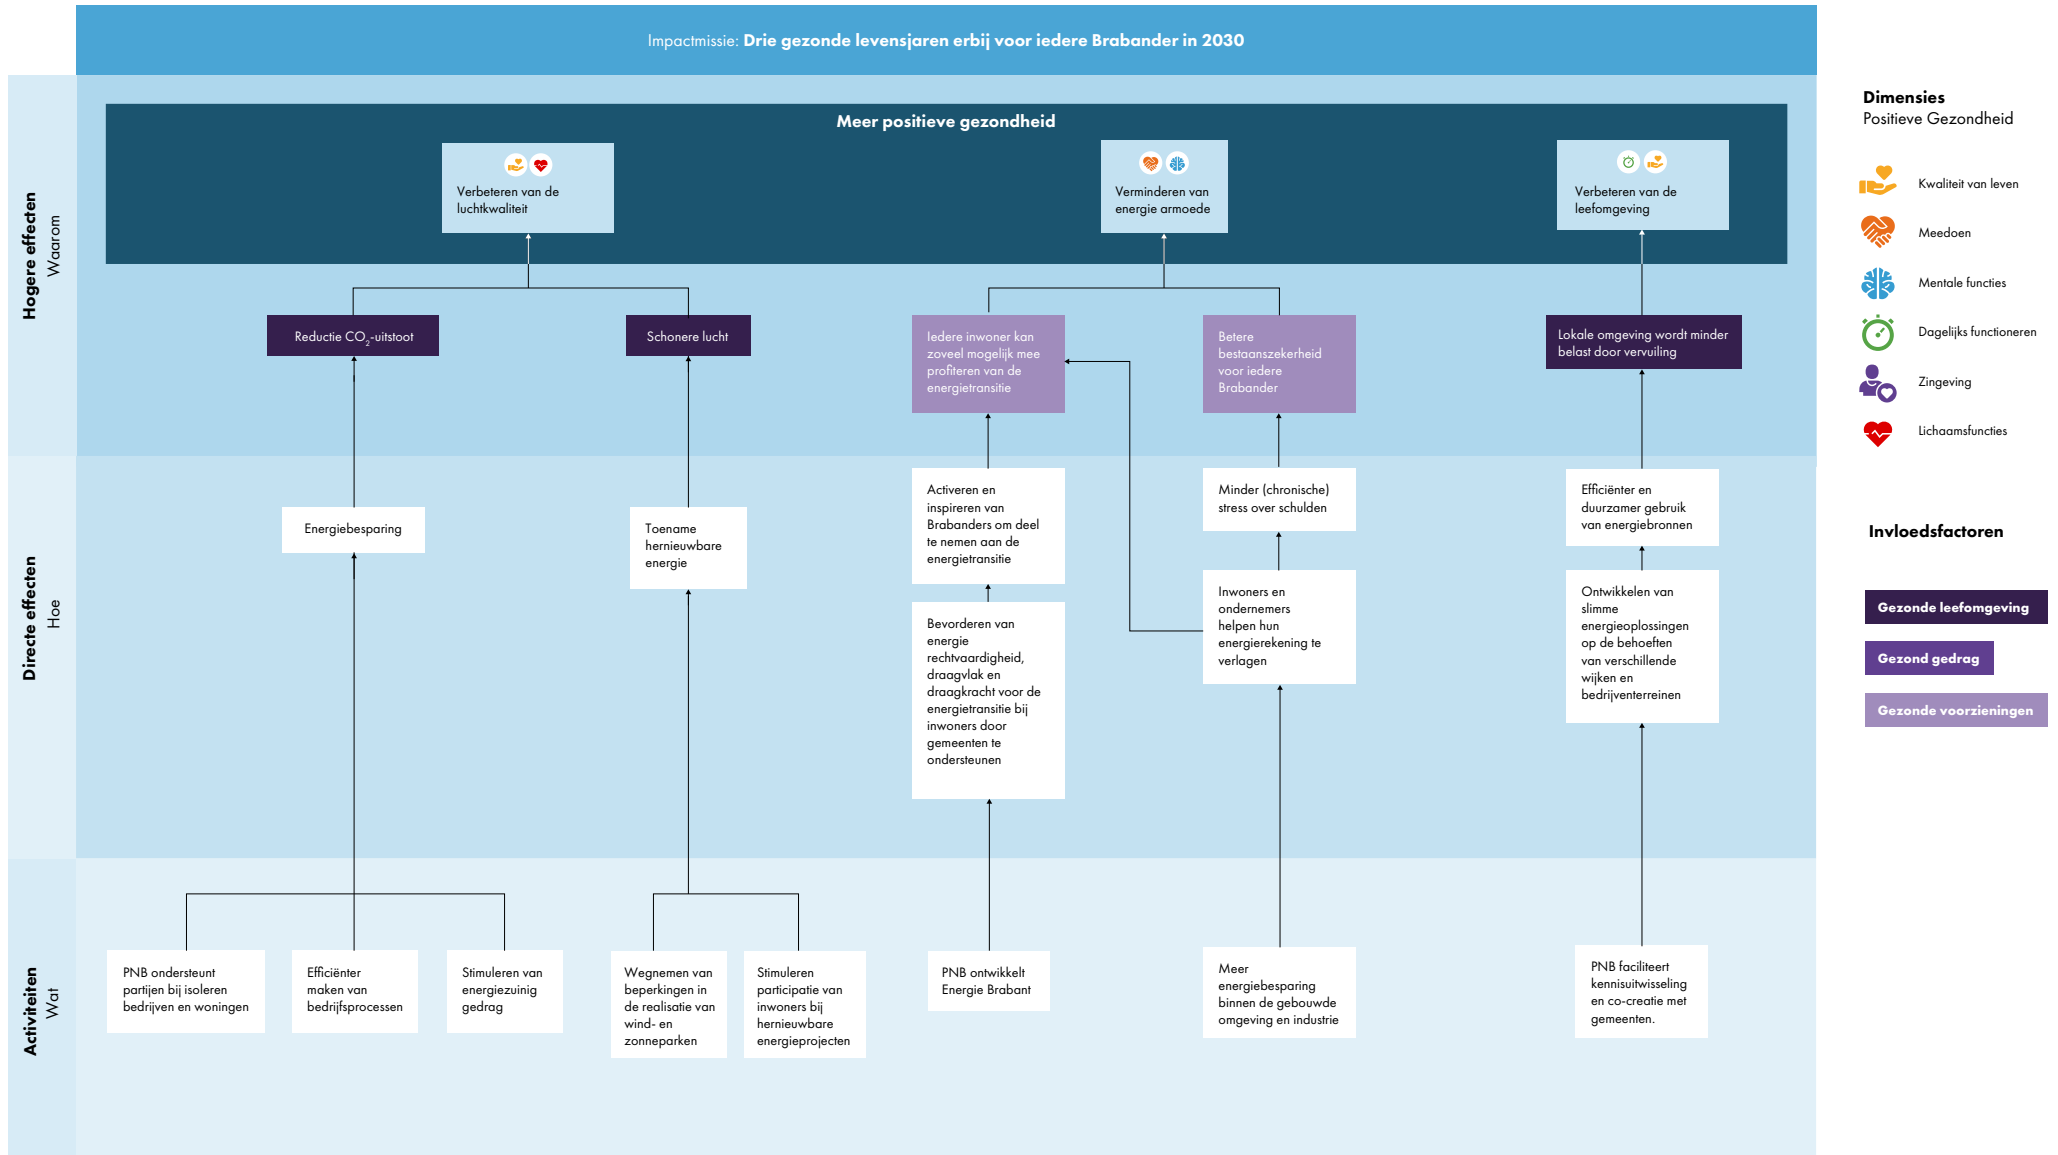 Impactmissie: Drie gezonde levensjaren erbij voor iedere Brabander in 2030
Hogere effecten
Waarom
Meer positieve gezondheid
Verbeteren van de
luchtkwaliteit
Verminderen van
energie armoede
Verbeteren van de
leefomgeving
Reductie CO2-uitstoot
Schonere lucht
Iedere inwoner kan
zoveel mogelijk mee
profiteren van de
energietransitie
Betere
bestaanszekerheid
voor iedere
Brabander
Lokale omgeving wordt minder
belast door vervuiling
Directe effecten
Hoe
Energiebesparing
Toename
hernieuwbare
energie
Activeren en
inspireren van
Brabanders om deel
te nemen aan de
energietransitie
Bevorderen van
energie
rechtvaardigheid,
draagvlak en
draagkracht voor de
energietransitie bij
inwoners door
gemeenten te
ondersteunen
Minder (chronische)
stress over schulden
Inwoners en
ondernemers
helpen hun
energierekening te
verlagen
Efficiënter en
duurzamer gebruik
van energiebronnen
Ontwikkelen van
slimme
energieoplossingen
op de behoeften
van verschillende
wijken en
bedrijventerreinen
Activiteiten
Wat
PNB ondersteunt
partijen bij isoleren
bedrijven en woningen
Efficiënter
maken van
bedrijfsprocessen
Stimuleren van
energiezuinig
gedrag
Wegnemen van
beperkingen in
de realisatie van
wind- en
zonneparken
Stimuleren
participatie van
inwoners bij
hernieuwbare
energieprojecten
PNB ontwikkelt
Energie Brabant
Meer
energiebesparing
binnen de gebouwde
omgeving en industrie
PNB faciliteert
kennisuitwisseling
en co-creatie met
gemeenten.
Dimensies
Positieve Gezondheid
Kwaliteit van leven
Meedoen
Mentale functies
Dagelijks functioneren
Zingeving
Lichaamsfuncties
Invloedsfactoren
Gezonde leefomgeving
Gezond gedrag
Gezonde voorzieningen